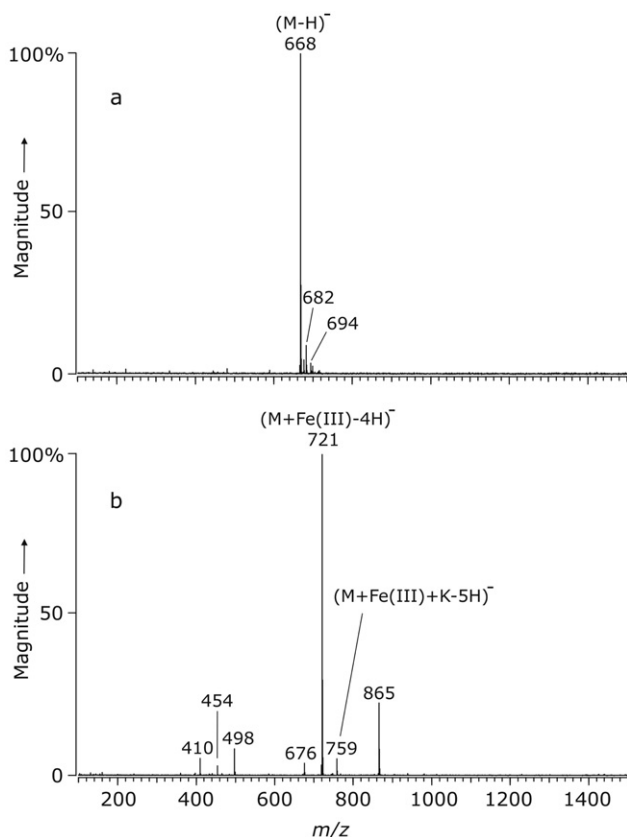 (M-H)⁻
668
100%
a
Magnitude →
50
682
694
0
(M+Fe(III)-4H)⁻
721
100%
b
Magnitude →
(M+Fe(III)+K-5H)⁻
50
865
454
410
498
676
759
0
200 400 600 800 1000 1200 1400
m/z